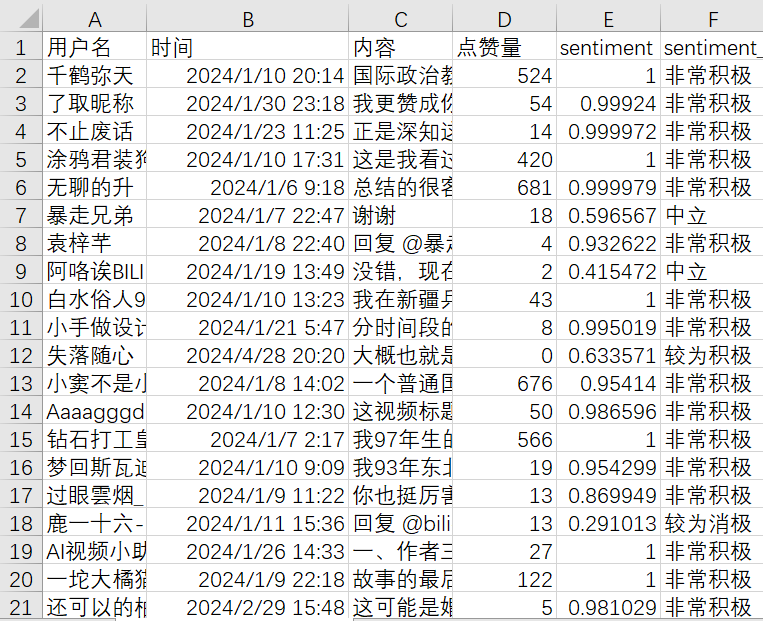 A B C D E F
1 用户名 时间 内容 点赞量 sentiment sentiment_
2 千鹤弥天 2024/1/10 20:14 国际政治教 524 1 非常积极
3 了取昵称 2024/1/30 23:18 我更赞成你 54 0.99924 非常积极
4 不止废话 2024/1/23 11:25 正是深知这 14 0.999972 非常积极
5 涂鸦君装狗 2024/1/10 17:31 这是我看过 420 1 非常积极
6 无聊的升 2024/1/6 9:18 总结的很客 681 0.999979 非常积极
7 暴走兄弟 2024/1/7 22:47 谢谢 18 0.596567 中立
8 袁梓芊 2024/1/8 22:40 回复 @暴走 4 0.932622 非常积极
9 阿咯诶BILI 2024/1/19 13:49 没错，现在 2 0.415472 中立
10 白水俗人9 2024/1/10 13:23 我在新疆兵 43 1 非常积极
11 小手做设计 2024/1/21 5:47 分时间段的 8 0.995019 非常积极
12 失落随心 2024/4/28 20:20 大概也就是 0 0.633571 较为积极
13 小窦不是小 2024/1/8 14:02 一个普通国 676 0.95414 非常积极
14 Aaaagggd 2024/1/10 12:30 这视频标题 50 0.986596 非常积极
15 钻石打工皇 2024/1/7 2:17 我97年生的 566 1 非常积极
16 梦回斯瓦迪 2024/1/10 9:09 我93年东北 19 0.954299 非常积极
17 过眼雲烟_ 2024/1/9 11:22 你也挺厉害 13 0.869949 非常积极
18 鹿一十六- 2024/1/11 15:36 回复 @bili 13 0.291013 较为消极
19 AI视频小助 2024/1/26 14:33 一、作者三 27 1 非常积极
20 一坨大橘猫 2024/1/9 22:18 故事的最后 122 1 非常积极
21 还可以的柏 2024/2/29 15:48 这可能是娘 5 0.981029 非常积极